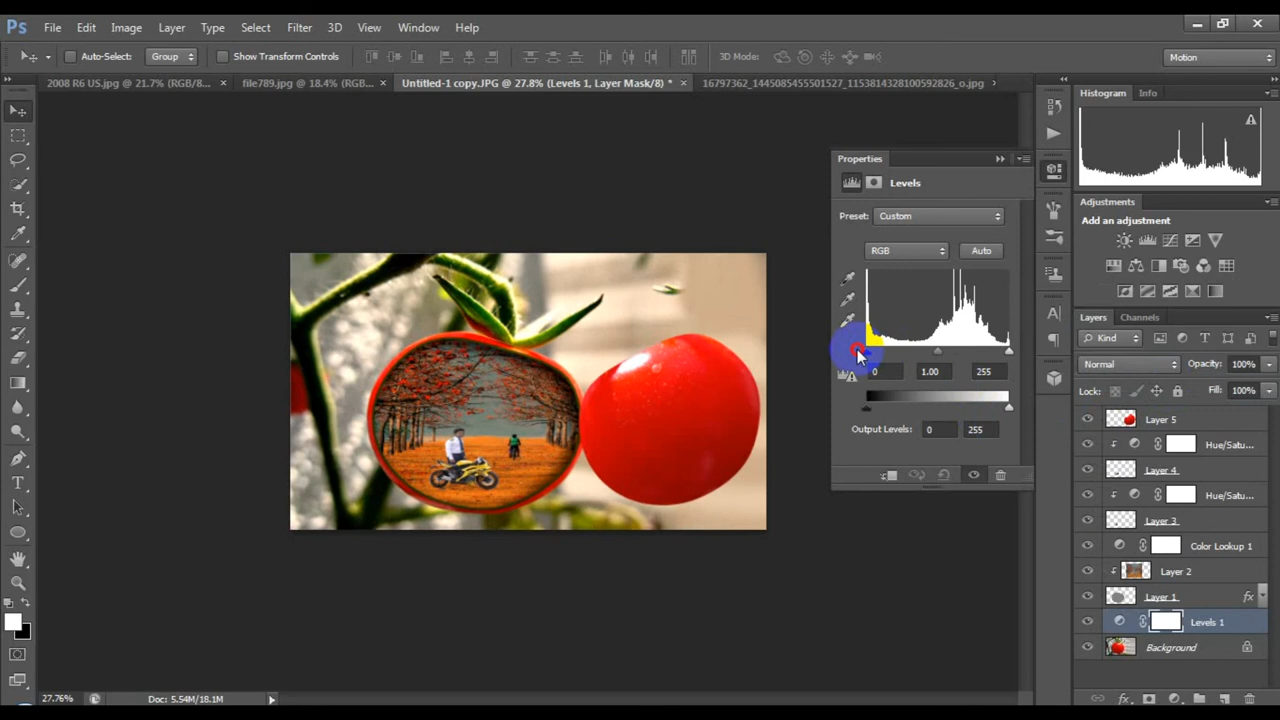 Ps File Edit Image Layer Type Select Filter 3D View Window Help
Auto-Select: Group Show Transform Controls 3D Mode: Motion
2008 R6 US.jpg @ 21.7% (RGB/8... × file789.jpg @ 18.4% (RGB... × Untitled-1 copy.JPG @ 27.8% (Levels 1, Layer Mask/8) * × 16797362_1445085455501527_1153814328100592826_o.jpg
Histogram Info
Properties
Levels
Preset: Custom
RGB Auto
0 1.00 255
Output Levels: 0 255
Adjustments
Add an adjustment
Layers Channels
Kind
Normal Opacity: 100%
Lock: Fill: 100%
Layer 5
Hue/Satu...
Layer 4
Hue/Satu...
Layer 3
Color Lookup 1
Layer 2
Layer 1 fx
Levels 1
Background
27.76% Doc: 5.54M/18.1M